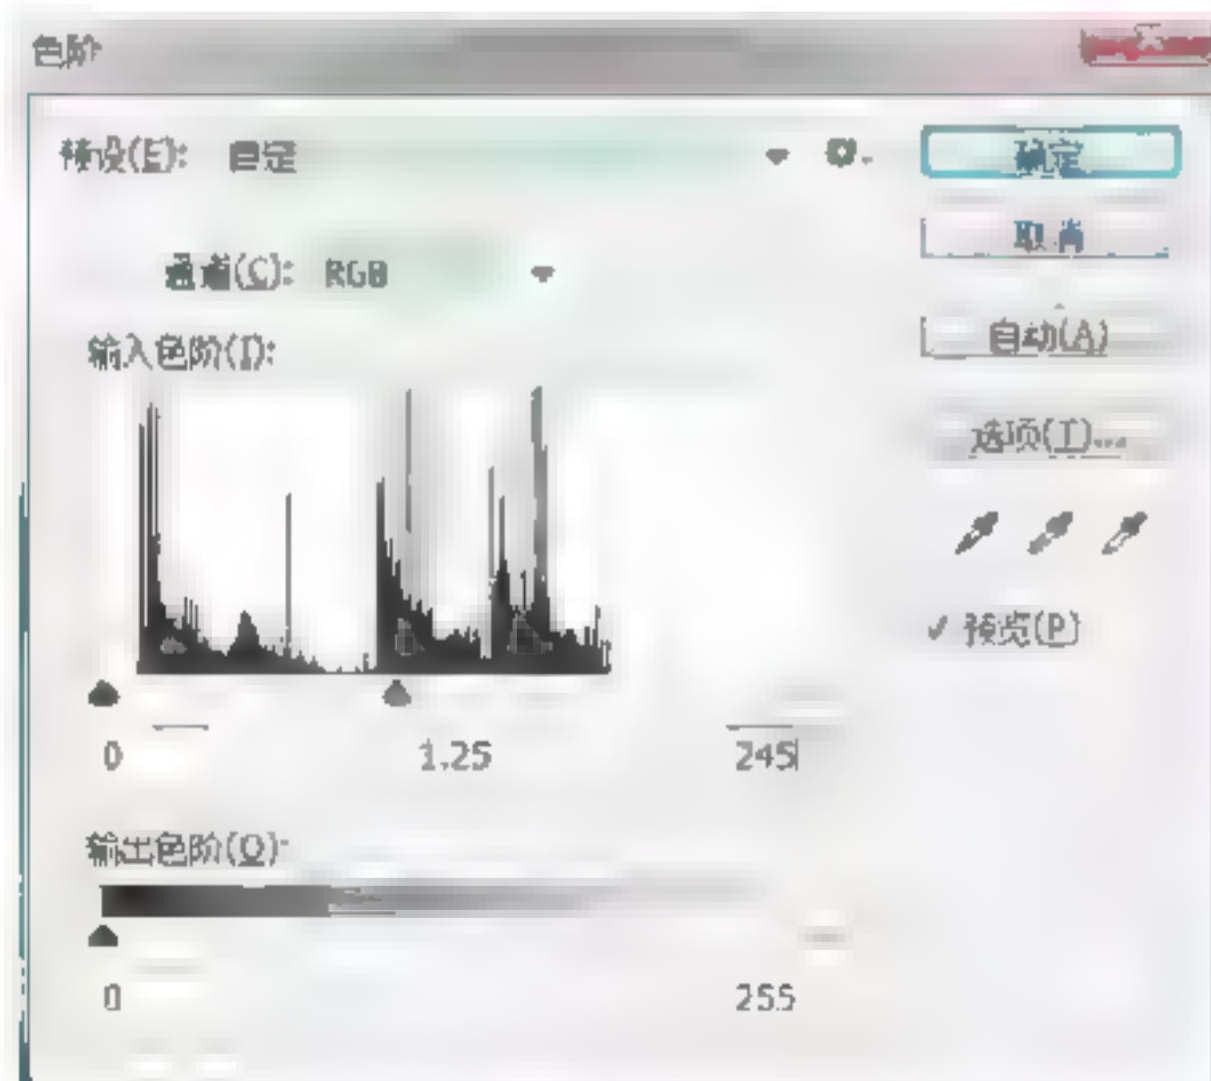 色阶
预设(E): 自定
确定
取消
通道(C): RGB
自动(A)
输入色阶(I):
选项(T)...
预览(P)
0 1.25 245
输出色阶(O):
0 255